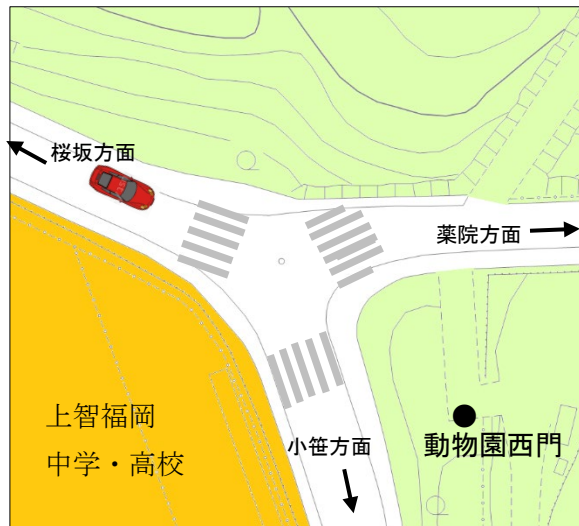 桜坂方面
薬院方面
上智福岡
中学・高校
小笹方面
動物園西門